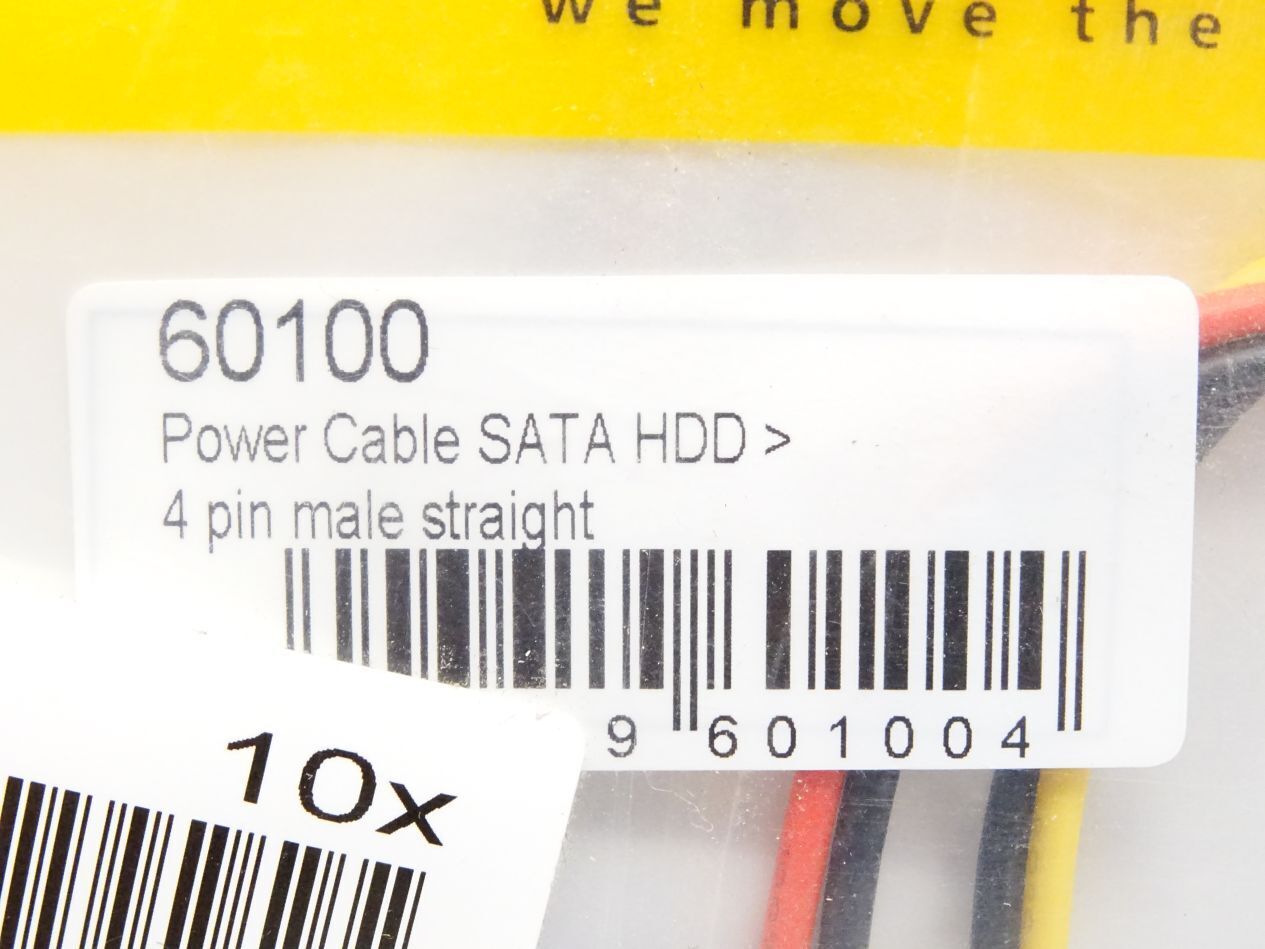 we move the
60100
Power Cable SATA HDD >
4 pin male straight
9 601004
10x